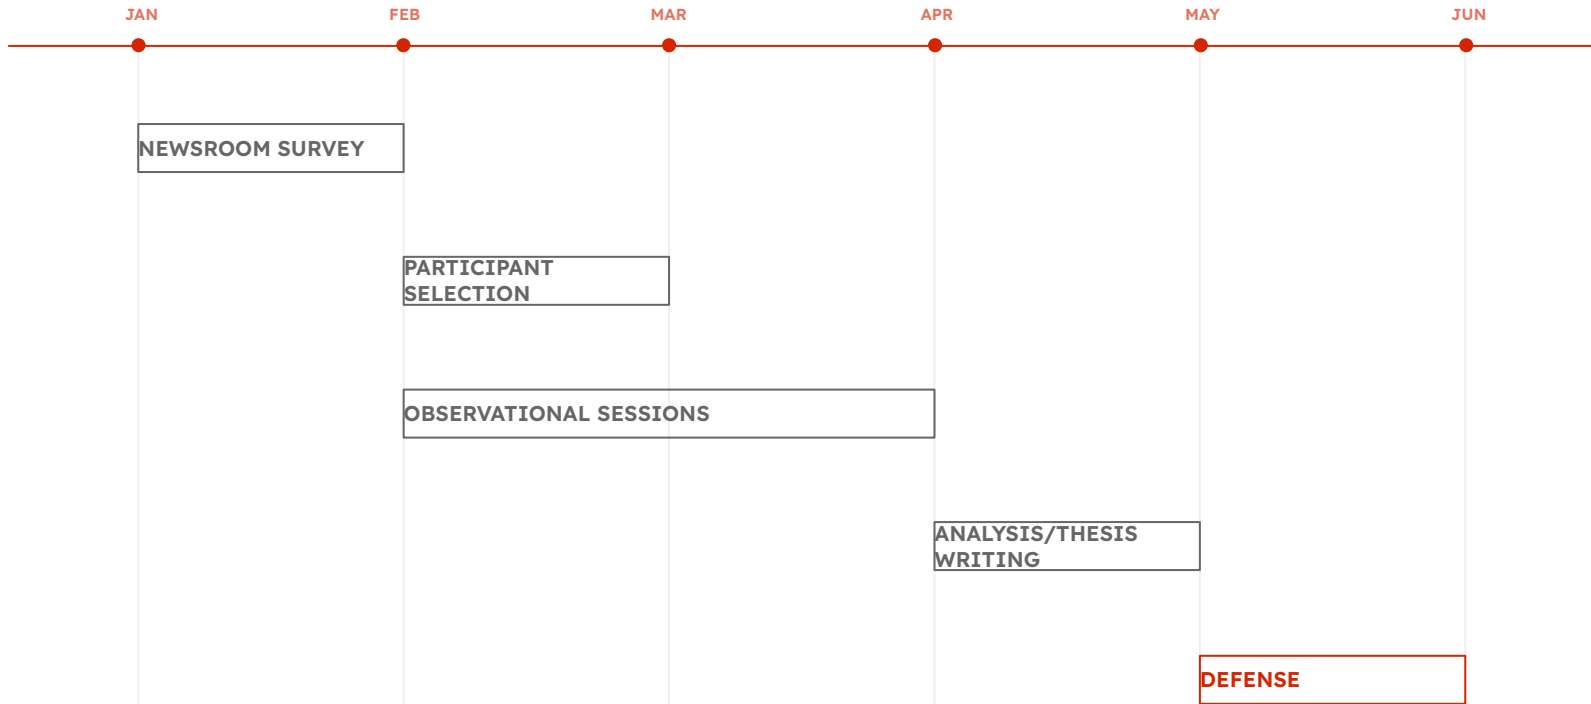 JAN FEB MAR APR MAY JUN
NEWSROOM SURVEY
PARTICIPANT
SELECTION
OBSERVATIONAL SESSIONS
ANALYSIS/THESIS
WRITING
DEFENSE